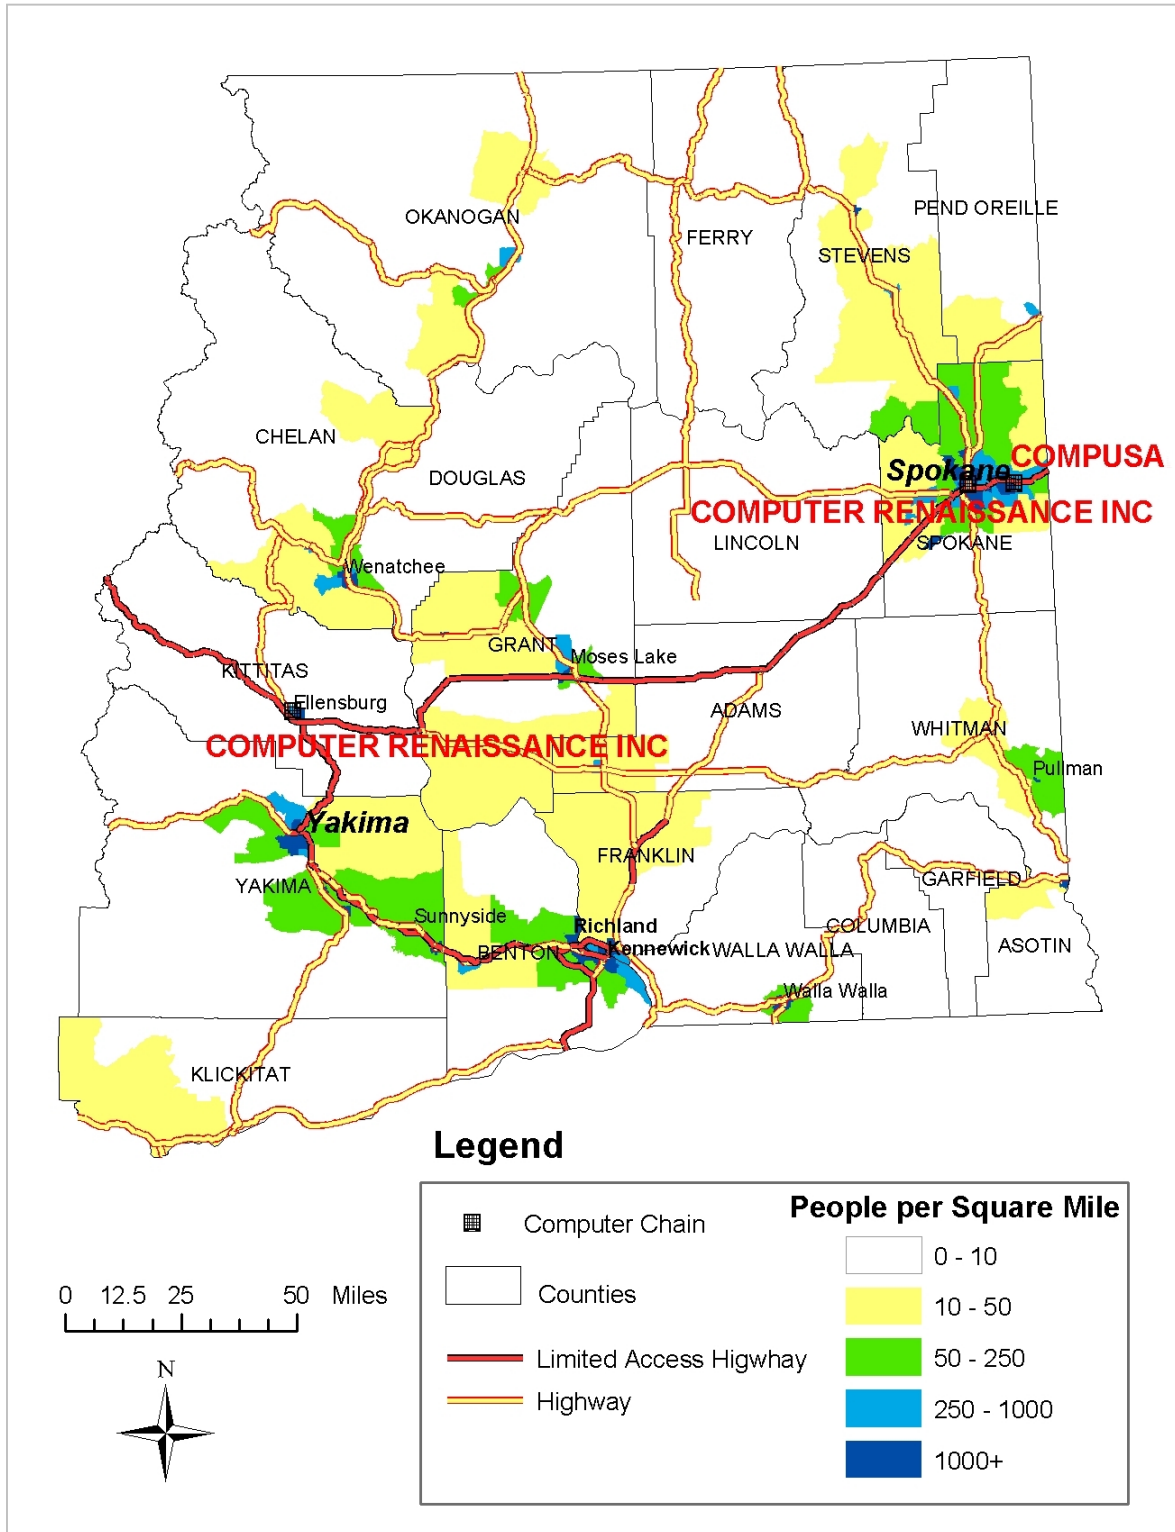 OKANOGAN
PEND OREILLE
FERRY
STEVENS
CHELAN
DOUGLAS
COMPUSA
Spokane
COMPUTER RENAISSANCE INC
LINCOLN
SPOKANE
Wenatchee
GRANT
Moses Lake
KITTITAS
Ellensburg
ADAMS
WHITMAN
COMPUTER RENAISSANCE INC
Pullman
Yakima
FRANKLIN
YAKIMA
GARFIELD
Sunnyside
Richland
COLUMBIA
BENTON
Kennewick
WALLA WALLA
ASOTIN
Walla Walla
KLICKITAT
Legend
Computer Chain
Counties
Limited Access Higwhay
Highway
People per Square Mile
0 - 10
10 - 50
50 - 250
250 - 1000
1000+
0 12.5 25 50 Miles
N